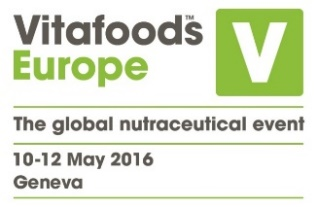 Vitafoods™
Europe
V
The global nutraceutical event
10-12 May 2016
Geneva